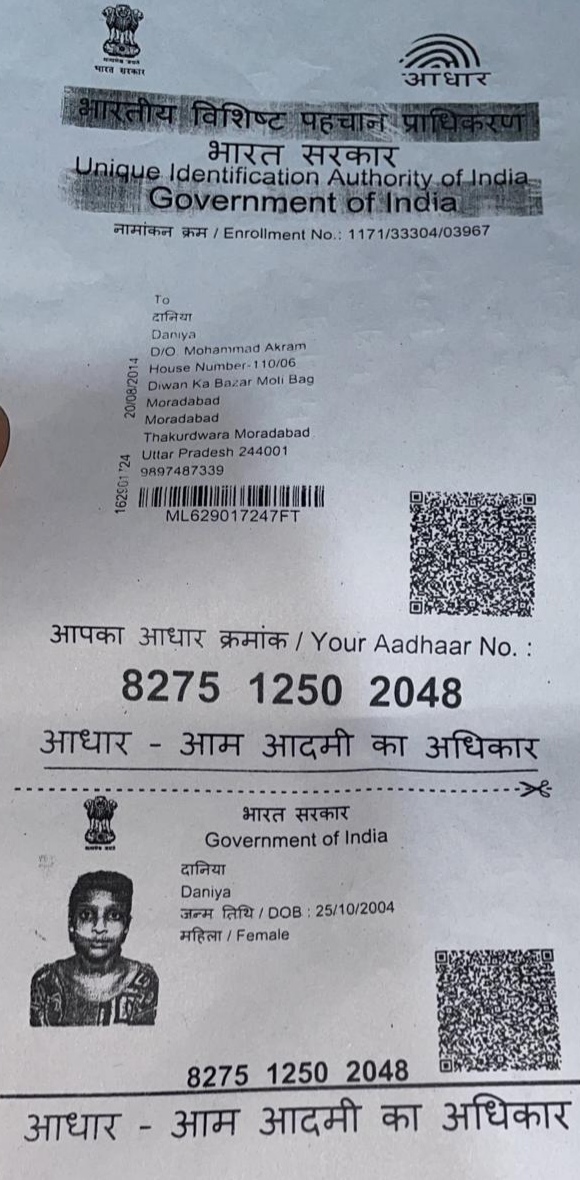 भारत सरकार
आधार
भारतीय विशिष्ट पहचान प्राधिकरण
भारत सरकार
Unique Identification Authority of India
Government of India
नामांकन क्रम / Enrollment No.: 1171/33304/03967
To
दानिया
Daniya
D/O. Mohammad Akram
House Number-110/06
Diwan Ka Bazar Moli Bag
Moradabad
Moradabad
Thakurdwara Moradabad
Uttar Pradesh 244001
9897487339
20/08/2014
ML629017247FT
आपका आधार क्रमांक / Your Aadhaar No. :
8275 1250 2048
आधार - आम आदमी का अधिकार
भारत सरकार
Government of India
दानिया
Daniya
जन्म तिथि / DOB : 25/10/2004
महिला / Female
8275 1250 2048
आधार - आम आदमी का अधिकार